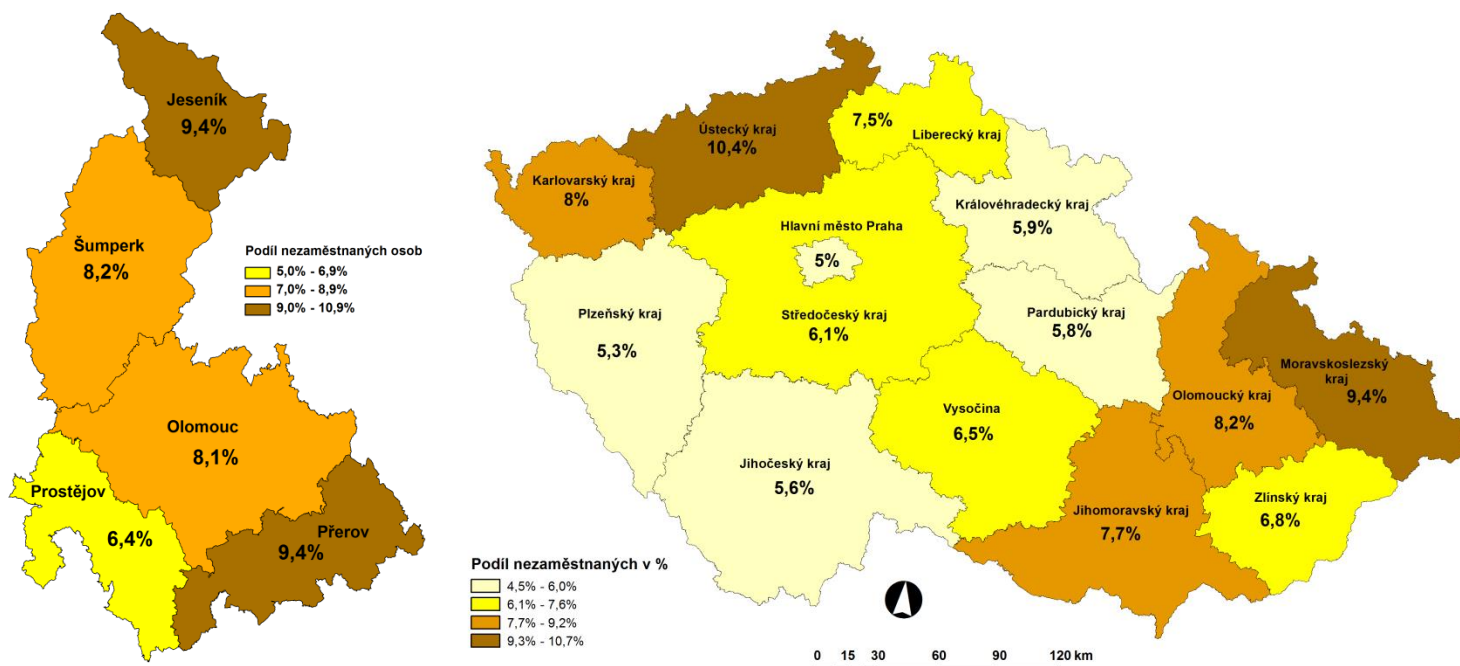 Jeseník
9,4%
Šumperk
8,2%
Podíl nezaměstnaných osob
5,0% - 6,9%
7,0% - 8,9%
9,0% - 10,9%
Olomouc
8,1%
Prostějov
6,4%
Přerov
9,4%
Ústecký kraj
10,4%
7,5%
Liberecký kraj
Karlovarský kraj
8%
Královéhradecký kraj
5,9%
Hlavní město Praha
5%
Plzeňský kraj
5,3%
Středočeský kraj
6,1%
Pardubický kraj
5,8%
Moravskoslezský
kraj
9,4%
Olomoucký kraj
8,2%
Vysočina
6,5%
Jihočeský kraj
5,6%
Jihomoravský kraj
7,7%
Zlínský kraj
6,8%
Podíl nezaměstnaných v %
4,5% - 6,0%
6,1% - 7,6%
7,7% - 9,2%
9,3% - 10,7%
0 15 30 60 90 120 km